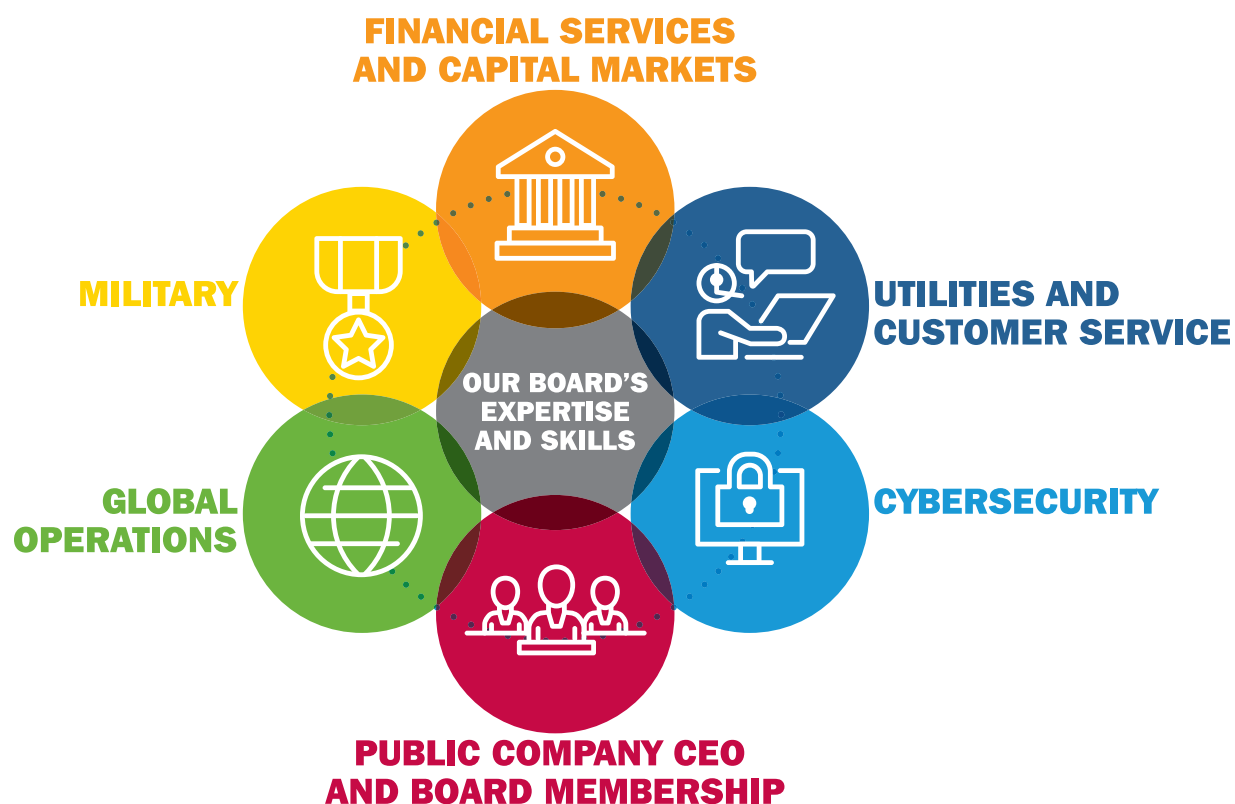 FINANCIAL SERVICES
AND CAPITAL MARKETS
MILITARY
UTILITIES AND
CUSTOMER SERVICE
OUR BOARD'S
EXPERTISE
AND SKILLS
GLOBAL
OPERATIONS
CYBERSECURITY
PUBLIC COMPANY CEO
AND BOARD MEMBERSHIP